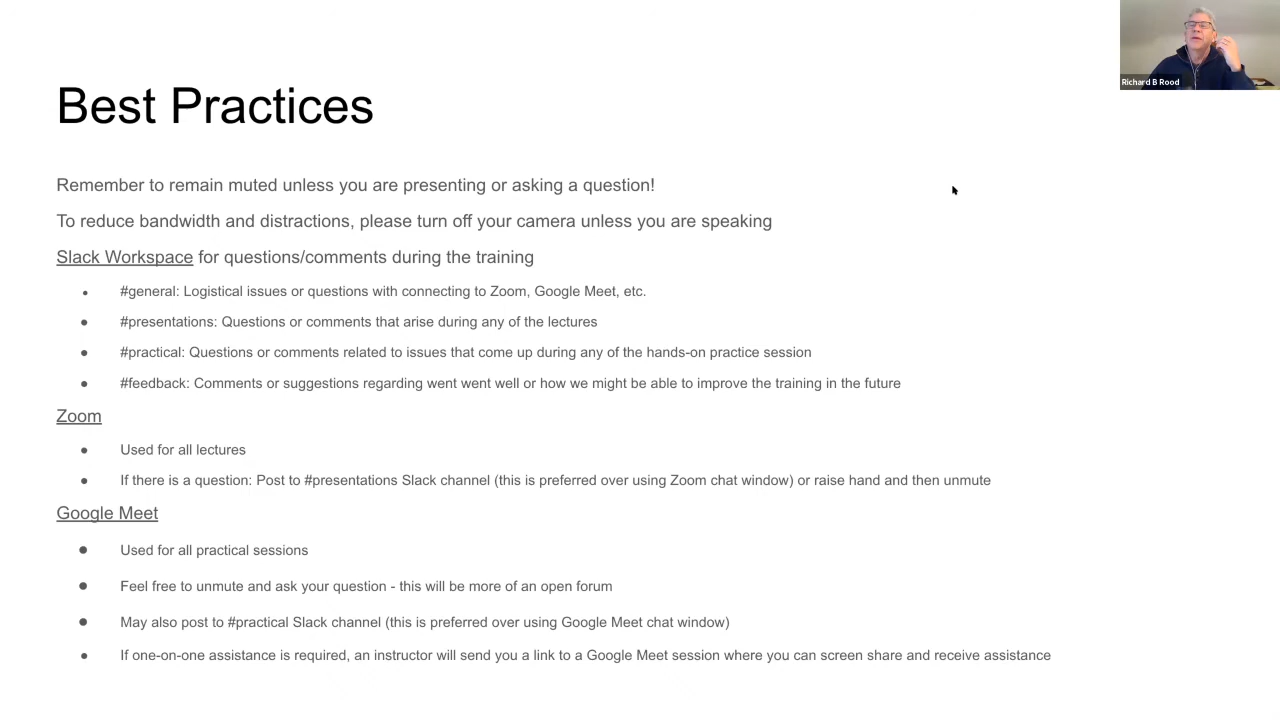 Richard B Rood
Best Practices
Remember to remain muted unless you are presenting or asking a question!
To reduce bandwidth and distractions, please turn off your camera unless you are speaking
Slack Workspace for questions/comments during the training
● #general: Logistical issues or questions with connecting to Zoom, Google Meet, etc.
● #presentations: Questions or comments that arise during any of the lectures
● #practical: Questions or comments related to issues that come up during any of the hands-on practice session
● #feedback: Comments or suggestions regarding went went well or how we might be able to improve the training in the future
Zoom
● Used for all lectures
● If there is a question: Post to #presentations Slack channel (this is preferred over using Zoom chat window) or raise hand and then unmute
Google Meet
● Used for all practical sessions
● Feel free to unmute and ask your question - this will be more of an open forum
● May also post to #practical Slack channel (this is preferred over using Google Meet chat window)
● If one-on-one assistance is required, an instructor will send you a link to a Google Meet session where you can screen share and receive assistance